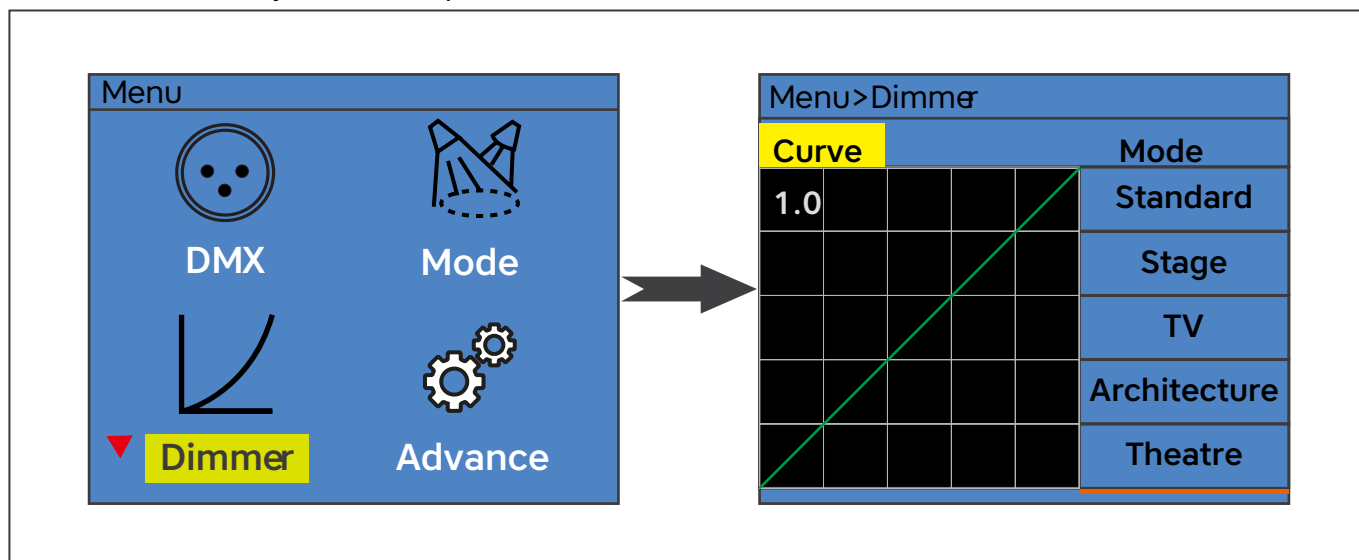 Menu
DMX
Mode
Dimmer
Advance
Menu>Dimmer
Curve
Mode
1.0
Standard
Stage
TV
Architecture
Theatre